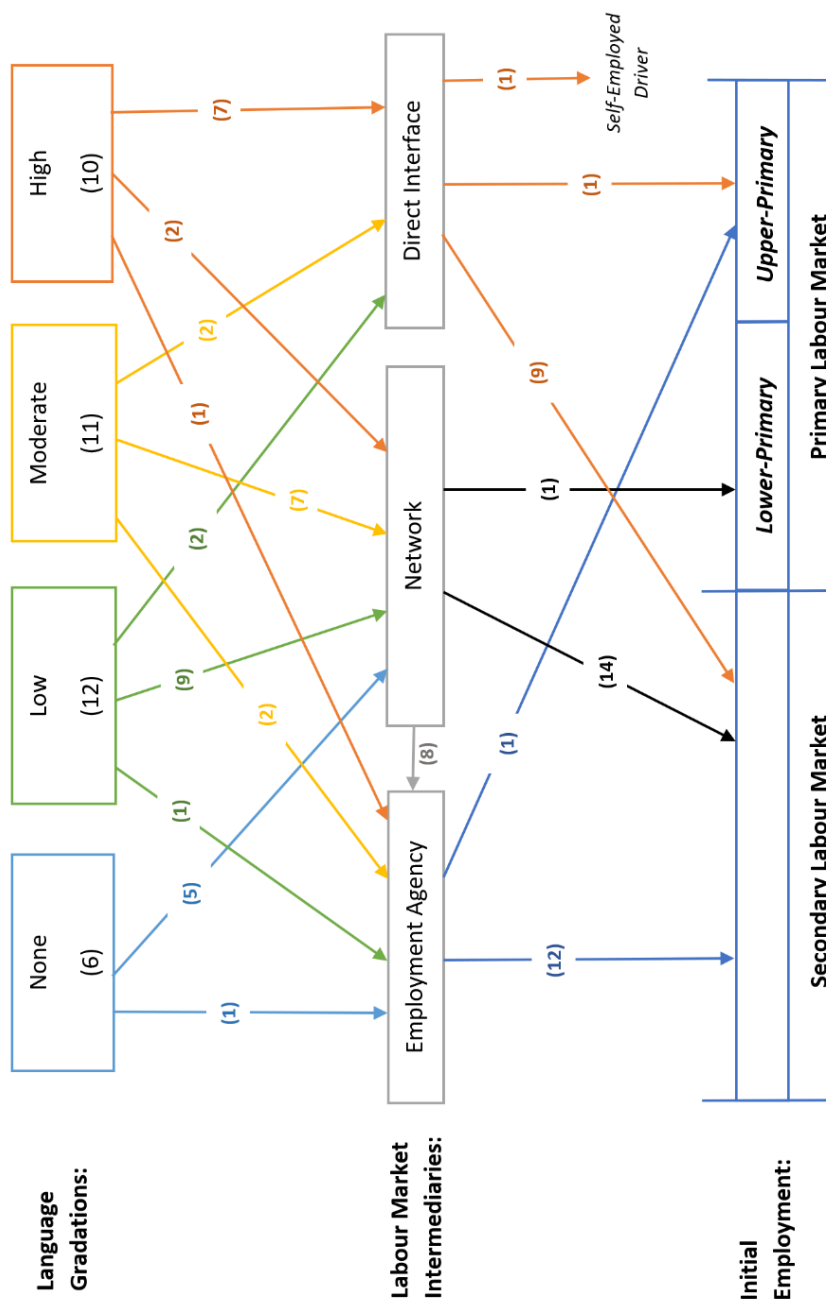 Language
Gradations:
None
(6)
Low
(12)
Moderate
(11)
High
(10)
(1)
(5)
(1)
(9)
(2)
(2)
(7)
(2)
(1)
(2)
(7)
Labour Market
Intermediaries:
Employment Agency
(8)
Network
Direct Interface
(12)
(1)
(14)
(1)
(9)
(1)
(1)
Self-Employed
Driver
Initial
Employment:
Lower-Primary
Upper-Primary
Secondary Labour Market
Primary Labour Market